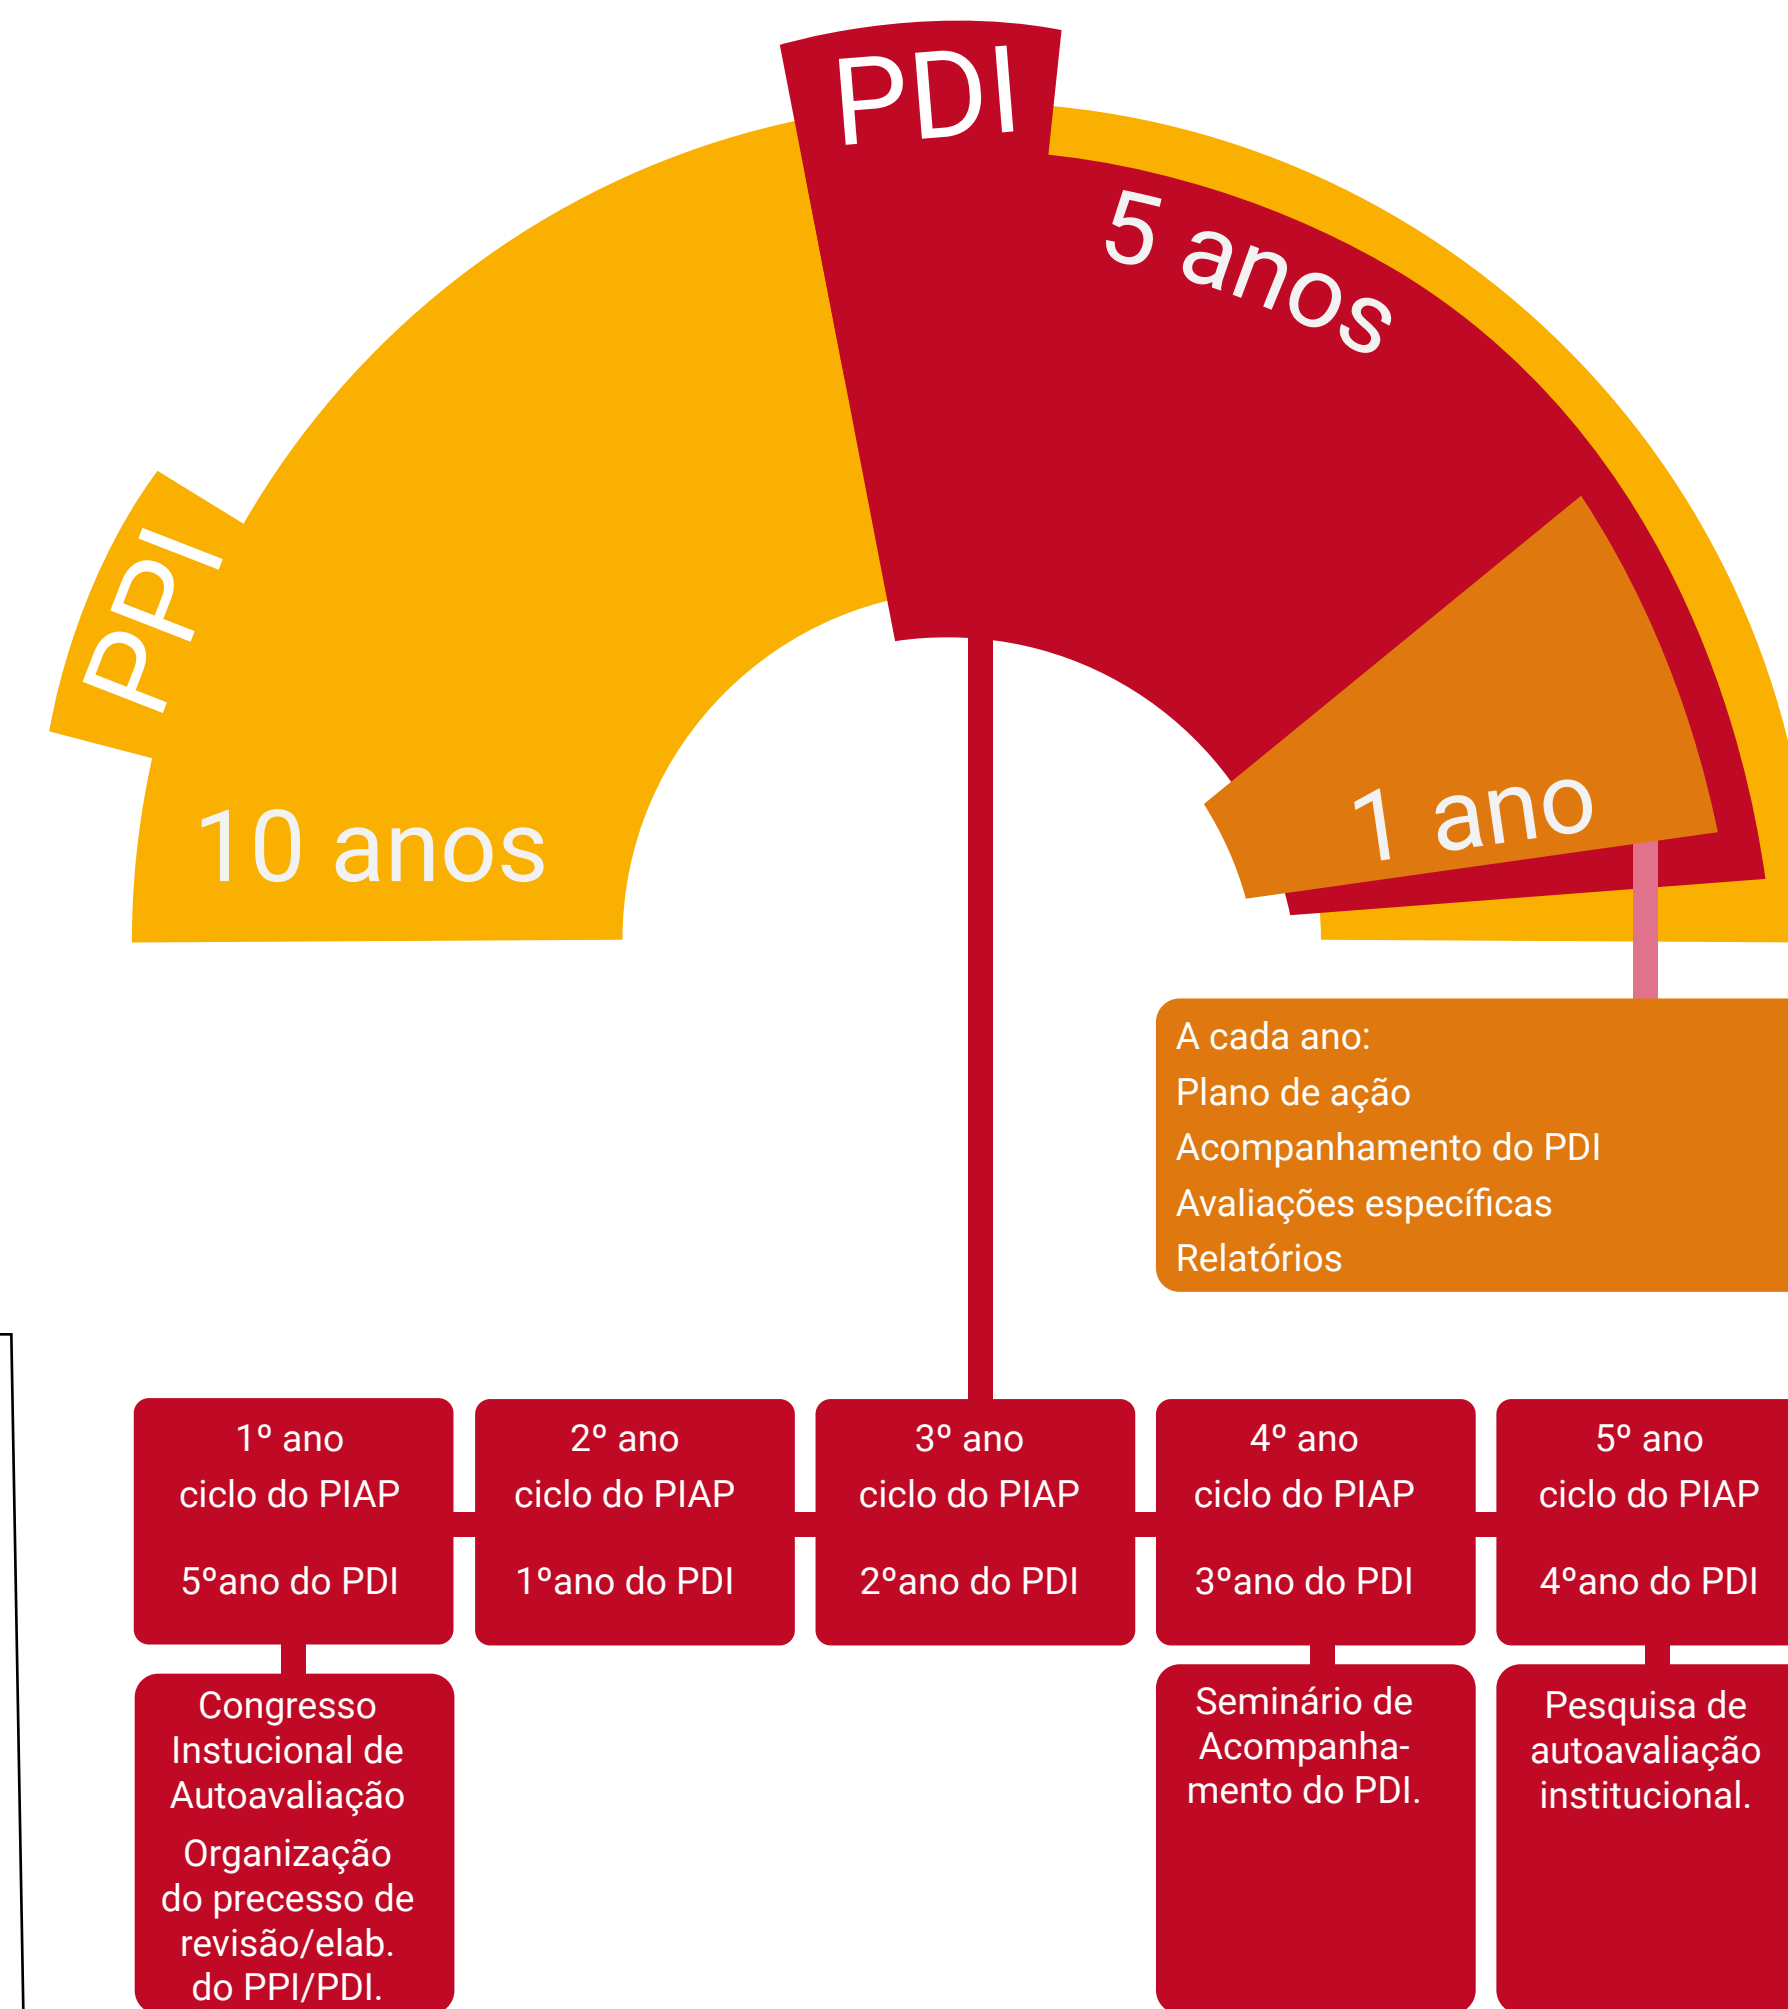 PDI
5 anos
PPI
10 anos
1 ano
A cada ano:
Plano de ação
Acompanhamento do PDI
Avaliações específicas
Relatórios
1º ano
ciclo do PIAP
5ºano do PDI
2º ano
ciclo do PIAP
1ºano do PDI
3º ano
ciclo do PIAP
2ºano do PDI
4º ano
ciclo do PIAP
3ºano do PDI
5º ano
ciclo do PIAP
4ºano do PDI
Congresso
Instucional de
Autoavaliação
Organização
do precesso de
revisão/elab.
do PPI/PDI.
Seminário de
Acompanha-
mento do PDI.
Pesquisa de
autoavaliação
institucional.